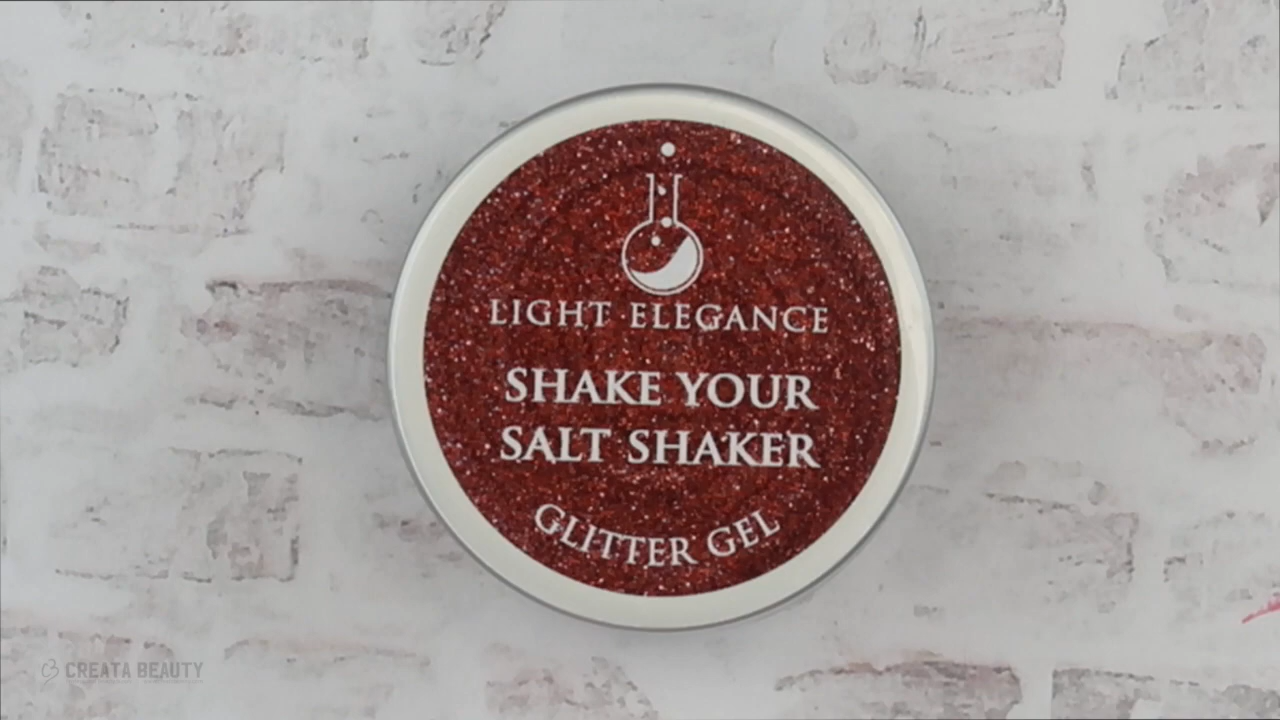 LIGHT ELEGANCE
SHAKE YOUR
SALT SHAKER
GLITTER GEL
CREATA BEAUTY